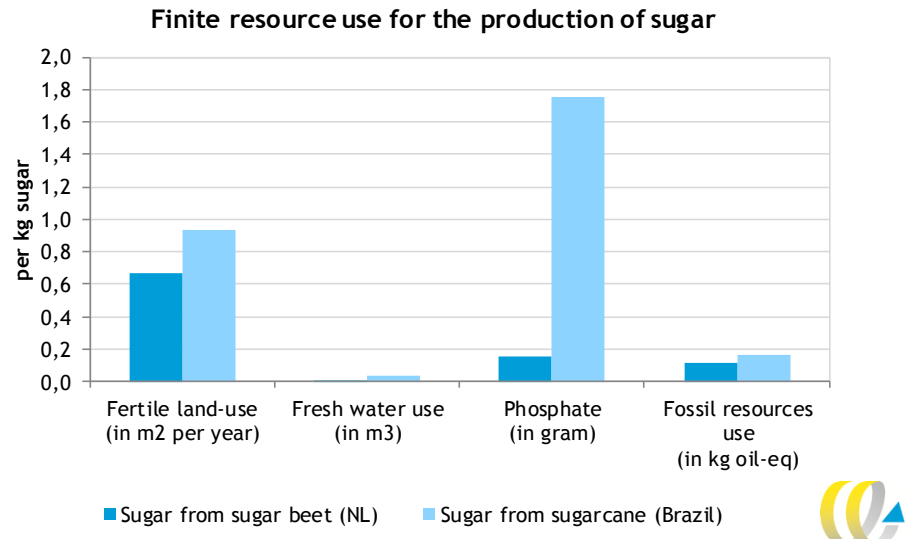 Finite resource use for the production of sugar
2,0
1,8
1,6
1,4
1,2
1,0
0,8
0,6
0,4
0,2
0,0
per kg sugar
Fertile land-use
(in m2 per year)
Fresh water use
(in m3)
Phosphate
(in gram)
Fossil resources
use
(in kg oil-eq)
Sugar from sugar beet (NL)
Sugar from sugarcane (Brazil)